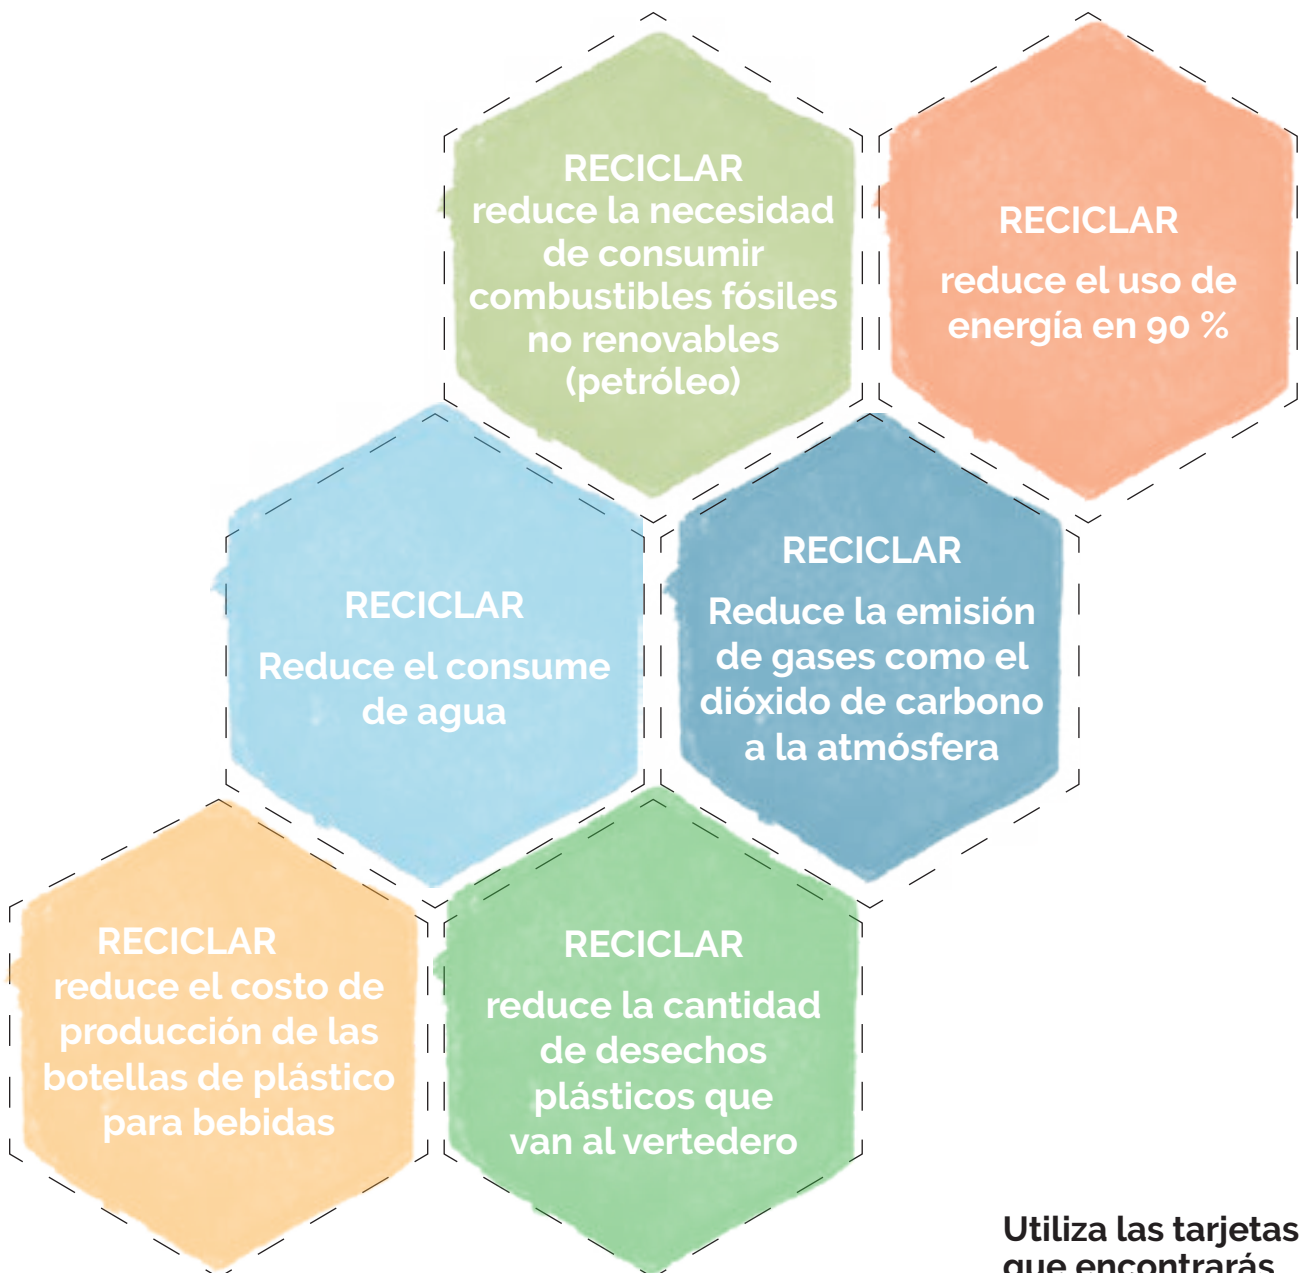 RECICLAR
reduce la necesidad
de consumir
combustibles fósiles
no renovables
(petróleo)
RECICLAR
reduce el uso de
energía en 90 %
RECICLAR
Reduce el consume
de agua
RECICLAR
Reduce la emisión
de gases como el
dióxido de carbono
a la atmósfera
RECICLAR
reduce el costo de
producción de las
botellas de plástico
para bebidas
RECICLAR
reduce la cantidad
de desechos
plásticos que
van al vertedero
Utiliza las tarjetas
que encontrarás